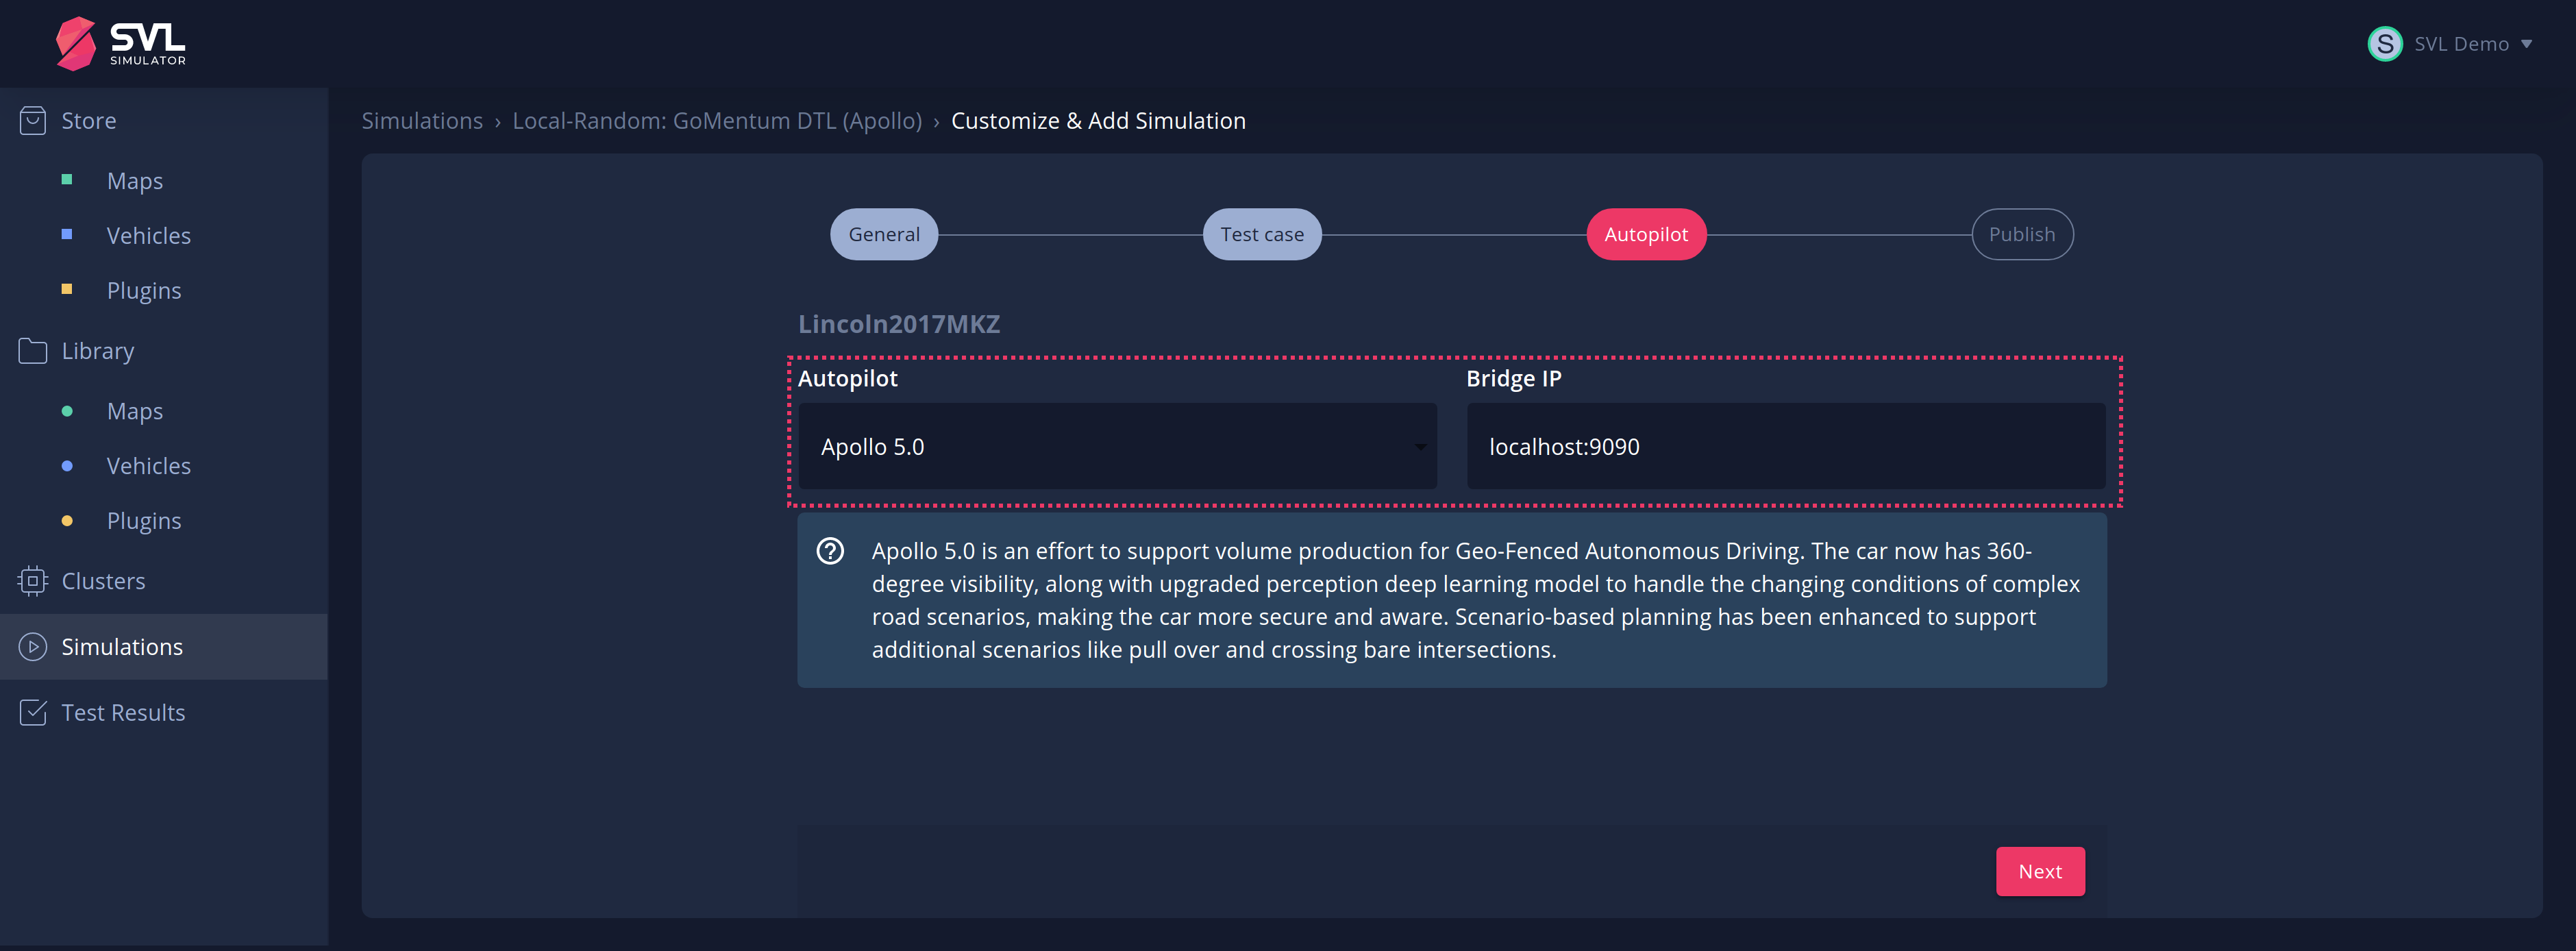 SVL
SIMULATOR
S SVL Demo
Store
Maps
Vehicles
Plugins
Library
Maps
Vehicles
Plugins
Clusters
Simulations
Test Results
Simulations › Local-Random: GoMentum DTL (Apollo) › Customize & Add Simulation
General Test case Autopilot Publish
Lincoln2017MKZ
Autopilot Bridge IP
Apollo 5.0 localhost:9090
Apollo 5.0 is an effort to support volume production for Geo-Fenced Autonomous Driving. The car now has 360-
degree visibility, along with upgraded perception deep learning model to handle the changing conditions of complex
road scenarios, making the car more secure and aware. Scenario-based planning has been enhanced to support
additional scenarios like pull over and crossing bare intersections.
Next